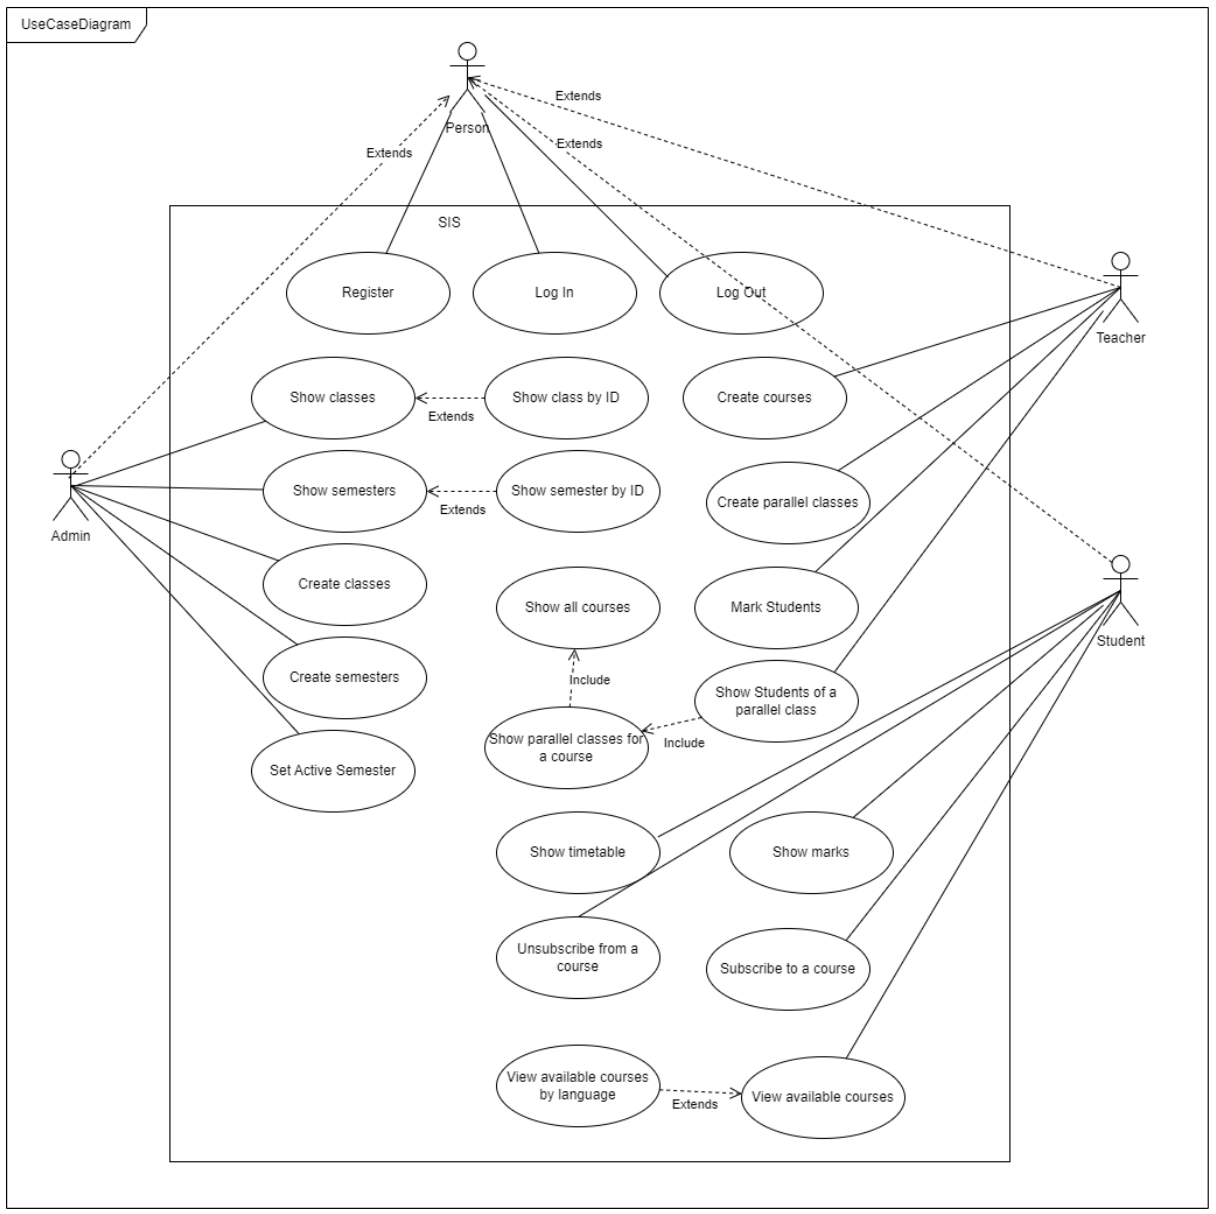 UseCaseDiagram
Extends
Person
Extends
Extends
SIS
Register
Log In
Log Out
Teacher
Show classes
Extends
Show class by ID
Create courses
Show semesters
Extends
Show semester by ID
Create parallel classes
Admin
Create classes
Show all courses
Mark Students
Student
Create semesters
Include
Show Students of a
parallel class
Show parallel classes for
a course
Include
Set Active Semester
Show timetable
Show marks
Unsubscribe from a
course
Subscribe to a course
View available courses
by language
Extends
View available courses